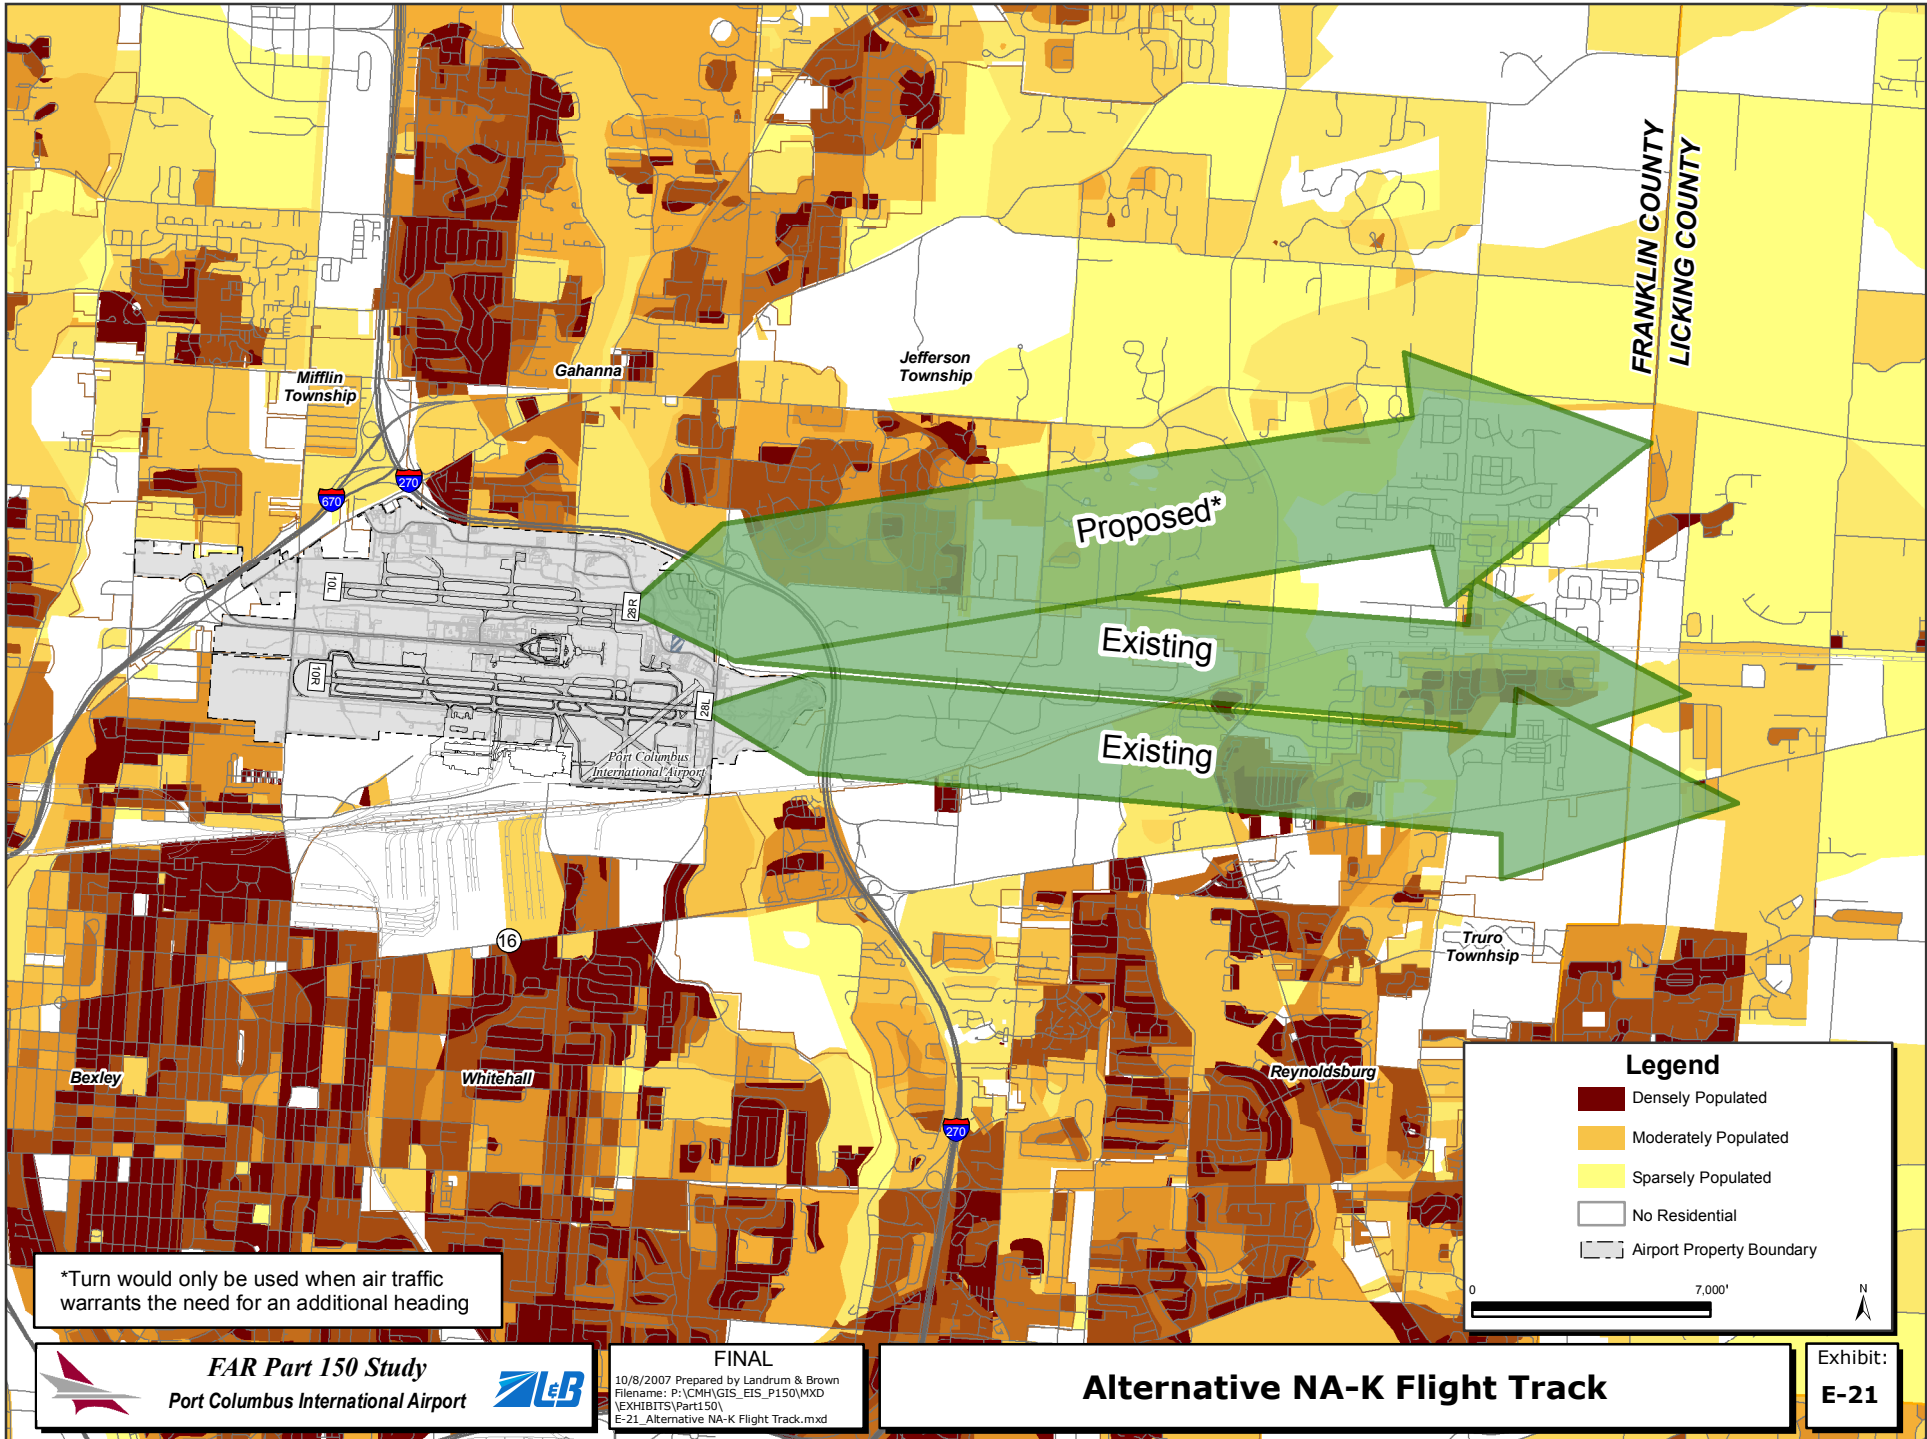 FRANKLIN COUNTY
LICKING COUNTY
Jefferson
Township
Gahanna
Mifflin
Township
270
670
Proposed*
10L
28R
Existing
10R
28L
Existing
Port Columbus
International Airport
16
Truro
Townhsip
Bexley
Whitehall
Reynoldsburg
270
Legend
Densely Populated
Moderately Populated
Sparsely Populated
No Residential
Airport Property Boundary
0 7,000'
N
*Turn would only be used when air traffic
warrants the need for an additional heading
FAR Part 150 Study
Port Columbus International Airport
L&B
FINAL
10/8/2007 Prepared by Landrum & Brown
Filename: P:\CMH\GIS_EIS_P150\MXD
\EXHIBITS\Part150\
E-21_Alternative NA-K Flight Track.mxd
Alternative NA-K Flight Track
Exhibit:
E-21